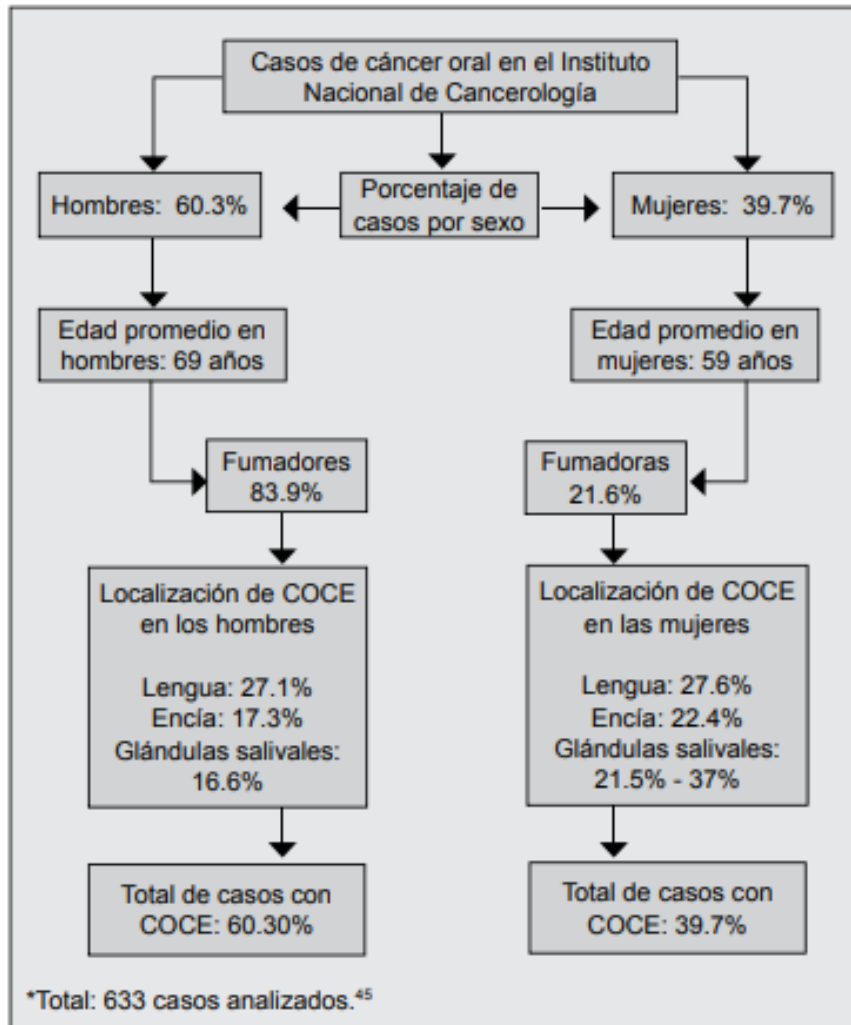 Casos de cáncer oral en el Instituto
Nacional de Cancerología
Hombres: 60.3%
Porcentaje de
casos por sexo
Mujeres: 39.7%
Edad promedio en
hombres: 69 años
Edad promedio en
mujeres: 59 años
Fumadores
83.9%
Fumadoras
21.6%
Localización de COCE
en los hombres
Lengua: 27.1%
Encía: 17.3%
Glándulas salivales:
16.6%
Localización de COCE
en las mujeres
Lengua: 27.6%
Encía: 22.4%
Glándulas salivales:
21.5% - 37%
Total de casos con
COCE: 60.30%
Total de casos con
COCE: 39.7%
*Total: 633 casos analizados.⁴⁵